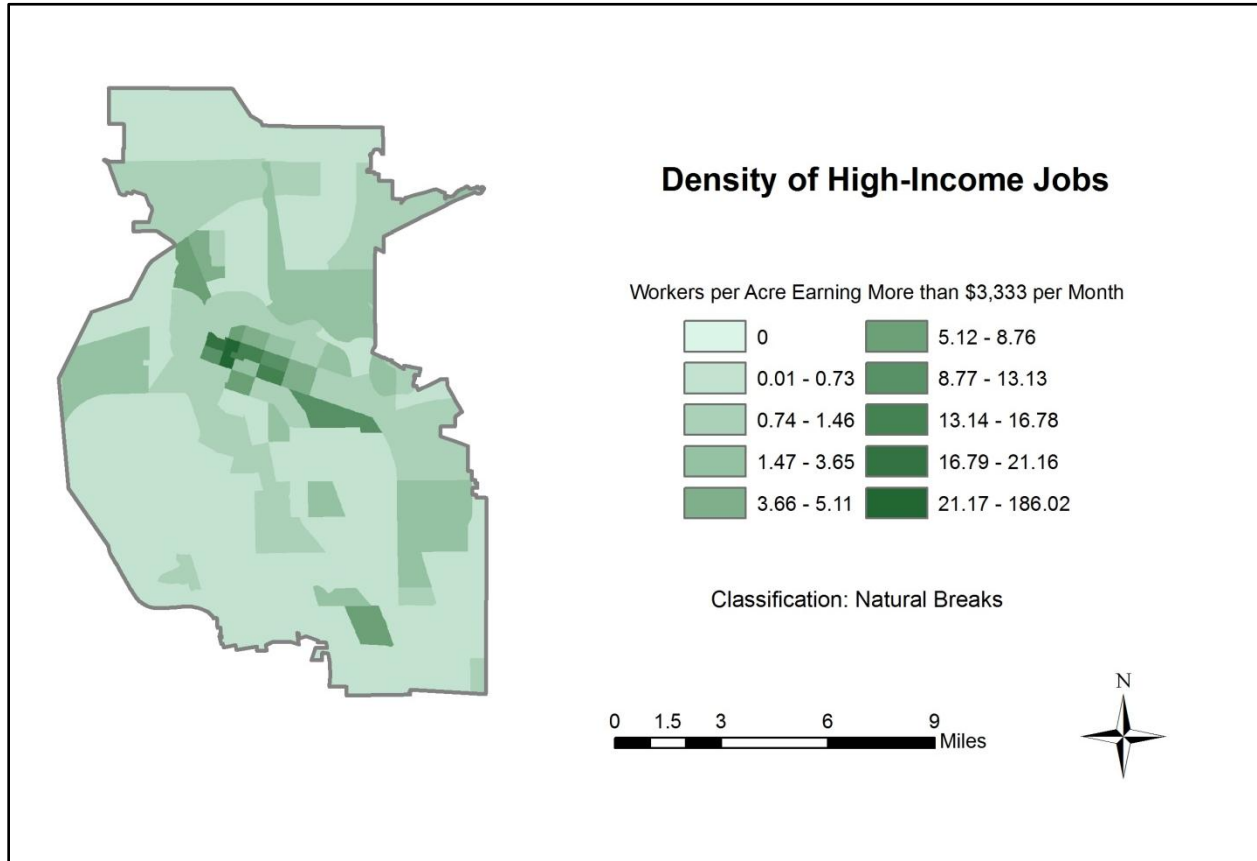 Density of High-Income Jobs
Workers per Acre Earning More than $3,333 per Month
0
0.01 - 0.73
0.74 - 1.46
1.47 - 3.65
3.66 - 5.11
5.12 - 8.76
8.77 - 13.13
13.14 - 16.78
16.79 - 21.16
21.17 - 186.02
Classification: Natural Breaks
0 1.5 3 6 9
Miles
N